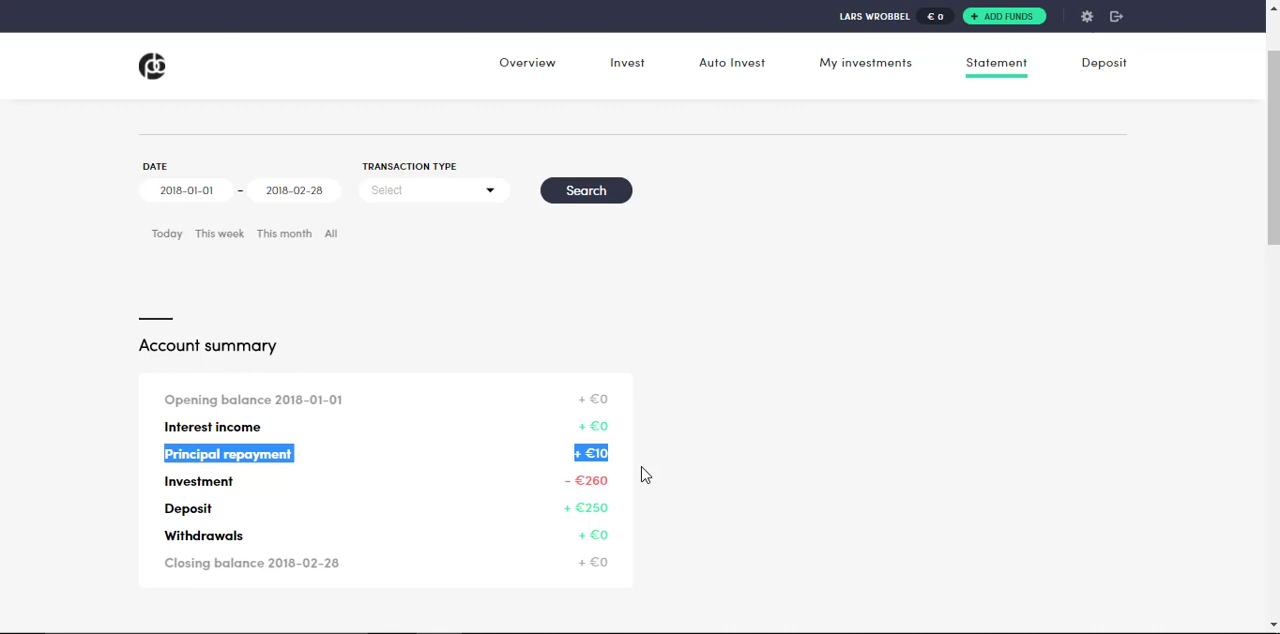 LARS WROBBEL € 0 + ADD FUNDS
Overview Invest Auto Invest My investments Statement Deposit
DATE TRANSACTION TYPE
2018-01-01 - 2018-02-28 Select Search
Today This week This month All
Account summary
Opening balance 2018-01-01 + €0
Interest income + €0
Principal repayment + €10
Investment - €260
Deposit + €250
Withdrawals + €0
Closing balance 2018-02-28 + €0